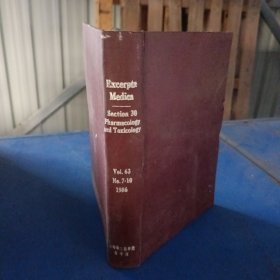 Excerpta
Medica
Section 30
Pharmacology
and Toxicology
Vol. 63
No. 7-10
1986